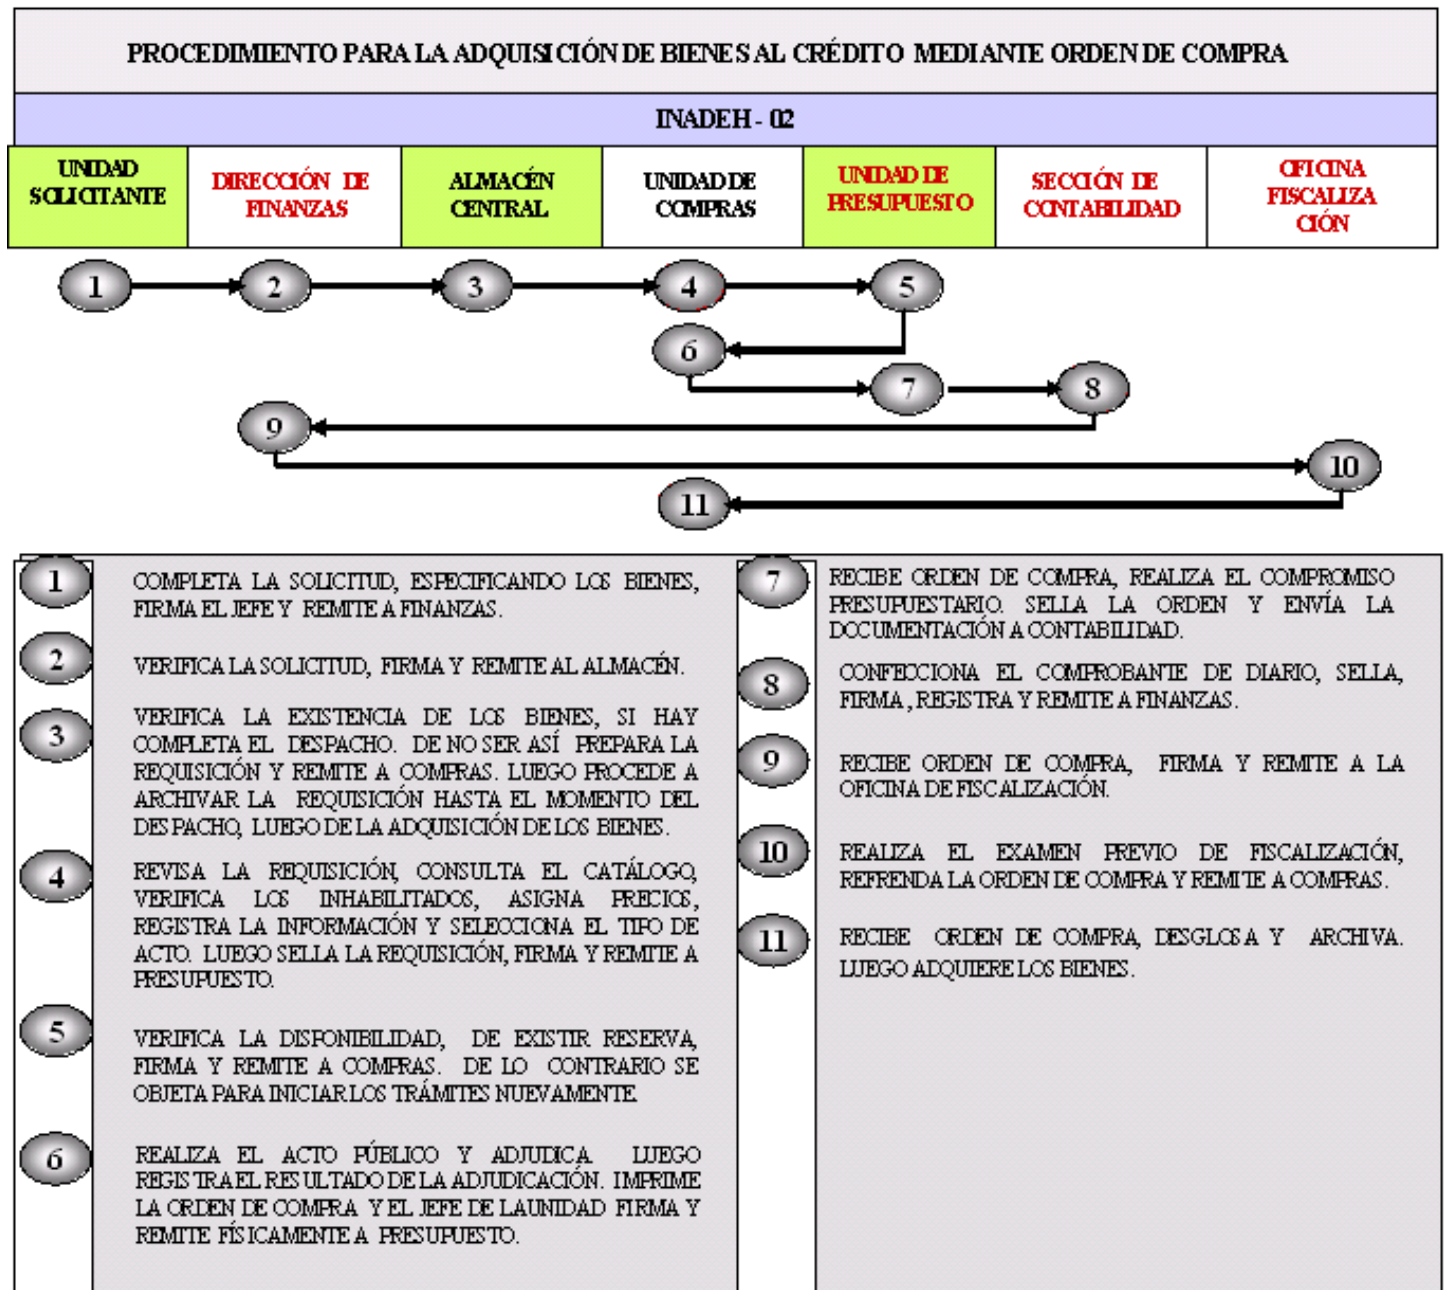 PROCEDIMIENTO PARA LA ADQUISICIÓN DE BIENES AL CRÉDITO MEDIANTE ORDEN DE COMPRA
INADEH - 02
UNIDAD
SOLICITANTE
DIRECCIÓN DE
FINANZAS
ALMACÉN
CENTRAL
UNIDAD DE
COMPRAS
UNIDAD DE
PRESUPUESTO
SECCIÓN DE
CONTABILIDAD
OFICINA
FISCALIZA
CIÓN
1
2
3
4
5
6
7
8
9
10
11
1
COMPLETA LA SOLICITUD, ESPECIFICANDO LOS BIENES,
FIRMA EL JEFE Y REMITE A FINANZAS.
2
VERIFICA LA SOLICITUD, FIRMA Y REMITE AL ALMACÉN.
3
VERIFICA LA EXISTENCIA DE LOS BIENES, SI HAY
COMPLETA EL DESPACHO. DE NO SER ASÍ PREPARA LA
REQUISICIÓN Y REMITE A COMPRAS. LUEGO PROCEDE A
ARCHIVAR LA REQUISICIÓN HASTA EL MOMENTO DEL
DESPACHO, LUEGO DE LA ADQUISICIÓN DE LOS BIENES.
4
REVISA LA REQUISICIÓN, CONSULTA EL CATÁLOGO,
VERIFICA LOS INHABILITADOS, ASIGNA PRECIOS,
REGISTRA LA INFORMACIÓN Y SELECCIONA EL TIPO DE
ACTO. LUEGO SELLA LA REQUISICIÓN, FIRMA Y REMITE A
PRESUPUESTO.
5
VERIFICA LA DISPONIBILIDAD, DE EXISTIR RESERVA,
FIRMA Y REMITE A COMPRAS. DE LO CONTRARIO SE
OBJETA PARA INICIAR LOS TRÁMITES NUEVAMENTE.
6
REALIZA EL ACTO PÚBLICO Y ADJUDICA. LUEGO
REGISTRA EL RESULTADO DE LA ADJUDICACIÓN. IMPRIME
LA ORDEN DE COMPRA Y EL JEFE DE LA UNIDAD FIRMA Y
REMITE FÍSICAMENTE A PRESUPUESTO.
7
RECIBE ORDEN DE COMPRA, REALIZA EL COMPROMISO
PRESUPUESTARIO. SELLA LA ORDEN Y ENVÍA LA
DOCUMENTACIÓN A CONTABILIDAD.
8
CONFECCIONA EL COMPROBANTE DE DIARIO, SELLA,
FIRMA, REGISTRA Y REMITE A FINANZAS.
9
RECIBE ORDEN DE COMPRA, FIRMA Y REMITE A LA
OFICINA DE FISCALIZACIÓN.
10
REALIZA EL EXAMEN PREVIO DE FISCALIZACIÓN,
REFRENDA LA ORDEN DE COMPRA Y REMITE A COMPRAS.
11
RECIBE ORDEN DE COMPRA, DESGLOSA Y ARCHIVA.
LUEGO ADQUIERE LOS BIENES.